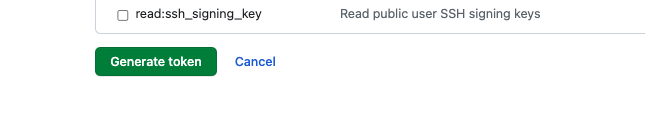 read:ssh_signing_key Read public user SSH signing keys
Generate token Cancel